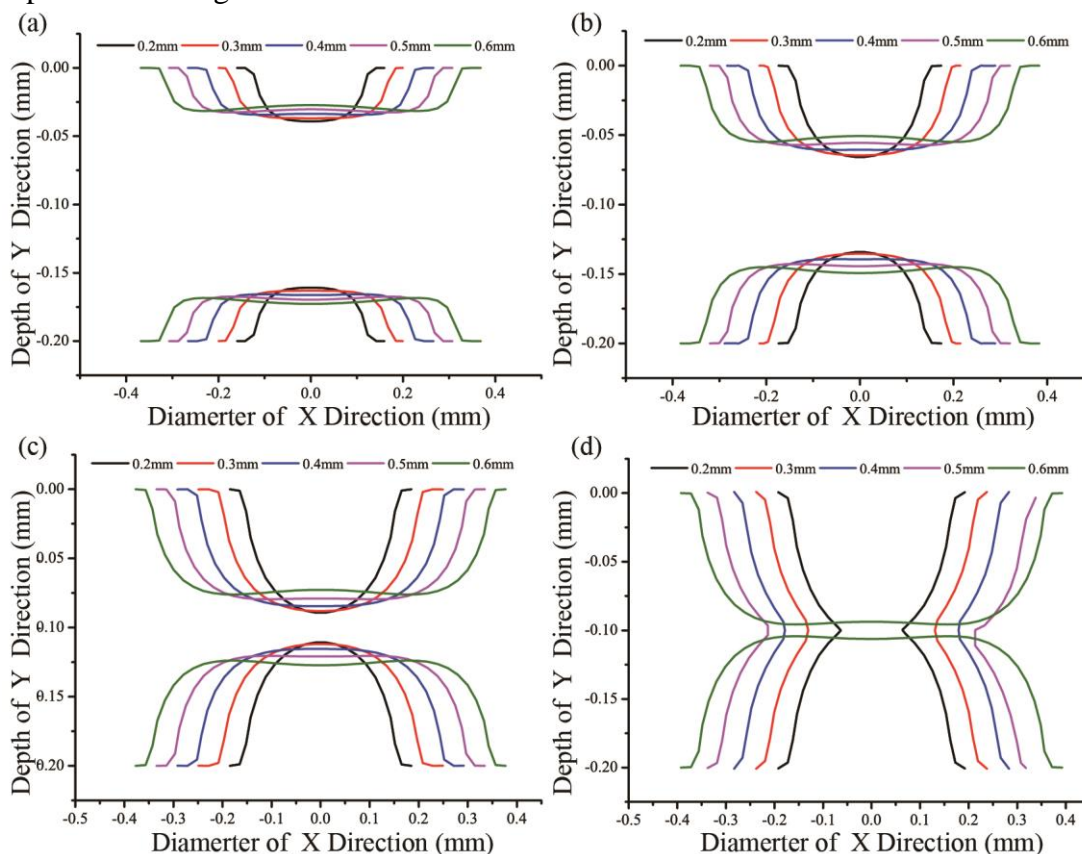 (a)
0.2mm 0.3mm 0.4mm 0.5mm 0.6mm
0.00
-0.05
-0.10
-0.15
-0.20
Depth of Y Direction (mm)
-0.4 -0.2 0.0 0.2 0.4
Diamerter of X Direction (mm)
(b)
0.2mm 0.3mm 0.4mm 0.5mm 0.6mm
0.00
-0.05
-0.10
-0.15
-0.20
Depth of Y Direction (mm)
-0.4 -0.2 0.0 0.2 0.4
Diamerter of X Direction (mm)
(c)
0.2mm 0.3mm 0.4mm 0.5mm 0.6mm
0.00
0.05
0.10
0.15
0.20
Depth of Y Direction (mm)
-0.5 -0.4 -0.3 -0.2 -0.1 0.0 0.1 0.2 0.3 0.4
Diamerter of X Direction (mm)
(d)
0.2mm 0.3mm 0.4mm 0.5mm 0.6mm
0.00
-0.05
-0.10
-0.15
-0.20
Depth of Y Direction (mm)
-0.5 -0.4 -0.3 -0.2 -0.1 0.0 0.1 0.2 0.3 0.4
Diamerter of X Direction (mm)